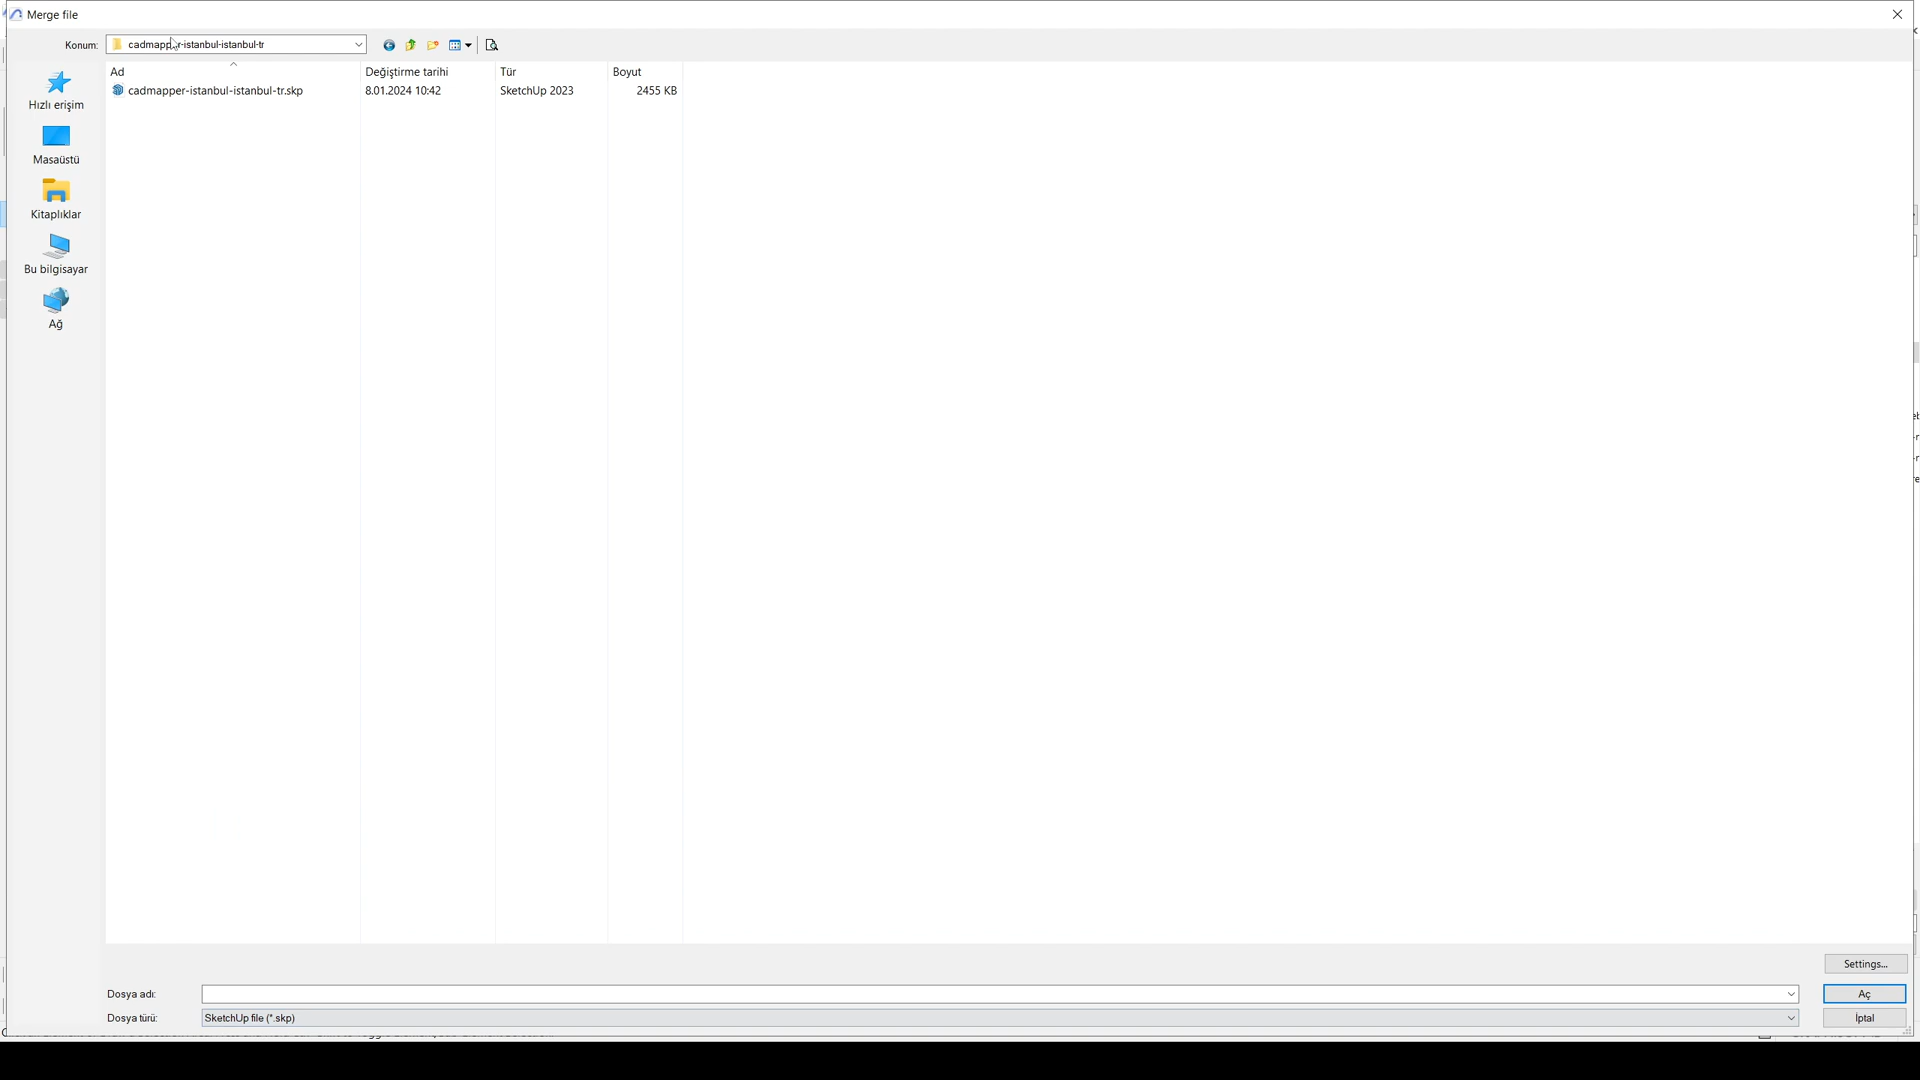 Merge file
Konum: cadmapper-istanbul-istanbul-tr
Ad Değiştirme tarihi Tür Boyut
cadmapper-istanbul-istanbul-tr.skp 8.01.2024 10:42 SketchUp 2023 2455 KB
Hızlı erişim
Masaüstü
Kitaplıklar
Bu bilgisayar
Ağ
Settings...
Dosya adı: Aç
Dosya türü: SketchUp file (*.skp) İptal